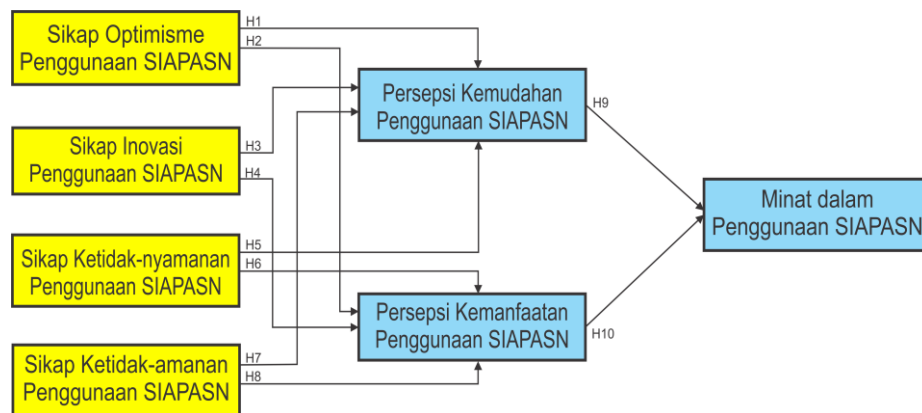 Sikap Optimisme
Penggunaan SIAPASN
H1
H2
Sikap Inovasi
Penggunaan SIAPASN
H3
H4
Sikap Ketidak-nyamanan
Penggunaan SIAPASN
H5
H6
Sikap Ketidak-amanan
Penggunaan SIAPASN
H7
H8
Persepsi Kemudahan
Penggunaan SIAPASN
H9
Persepsi Kemanfaatan
Penggunaan SIAPASN
H10
Minat dalam
Penggunaan SIAPASN